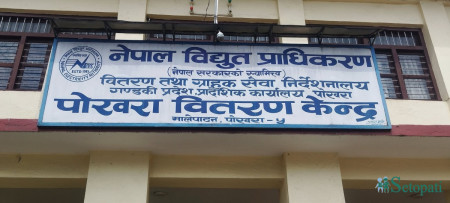 नेपाल विद्युत प्राधिकरण
(नेपाल सरकारको स्वामित्व)
वितरण तथा ग्राहक सेवा निर्देशनालय
गण्डकी प्रदेश प्रादेशिक कार्यालय, पोखरा
पोखरा वितरण केन्द्र
मालेपाटन, पोखरा - ५
Setopati